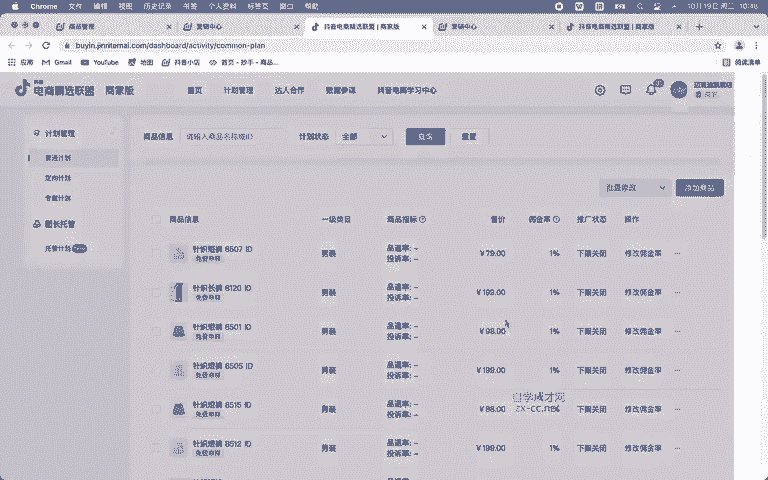 Chrome 文件 编辑 视图 历史记录 书签 个人资料 标签页 窗口 帮助 10月19日 周三 10:48
商品管理 营销中心 抖音电商精选联盟 | 商家版 营销中心 抖音电商精选联盟 | 商家版
buyin.jinritemai.com/dashboard/activity/common-plan
应用 Gmail YouTube 地图 抖音小店 首页 - 妙手 - 商品... 阅读清单
抖音
电商精选联盟 商家版 首页 计划管理 达人合作 数据参谋 抖音电商学习中心
计划管理
普通计划
定向计划
专属计划
团长托管
托管计划
商品信息 请输入商品名称或ID 计划状态 全部 查询 重置
批量修改 添加商品
商品信息 一级类目 商品指标 售价 佣金率 推广状态 操作
针织短裤 6507 ID 男装 品退率: - 投诉率: - ¥79.00 1% 下架关闭 修改佣金率 ...
免费申样
针织长裤 6120 ID 男装 品退率: - 投诉率: - ¥199.00 1% 下架关闭 修改佣金率 ...
免费申样
针织短裤 6501 ID 男装 品退率: - 投诉率: - ¥98.00 1% 下架关闭 修改佣金率 ...
免费申样
针织短裤 6505 ID 男装 品退率: - 投诉率: - ¥199.00 1% 下架关闭 修改佣金率 ...
免费申样
针织短裤 6515 ID 男装 品退率: - 投诉率: - ¥88.00 1% 下架关闭 修改佣金率 ...
免费申样
针织短裤 6512 ID 男装 品退率: - 投诉率: - ¥199.00 1% 下架关闭 修改佣金率 ...
免费申样
自学成才网
zx-cc.net